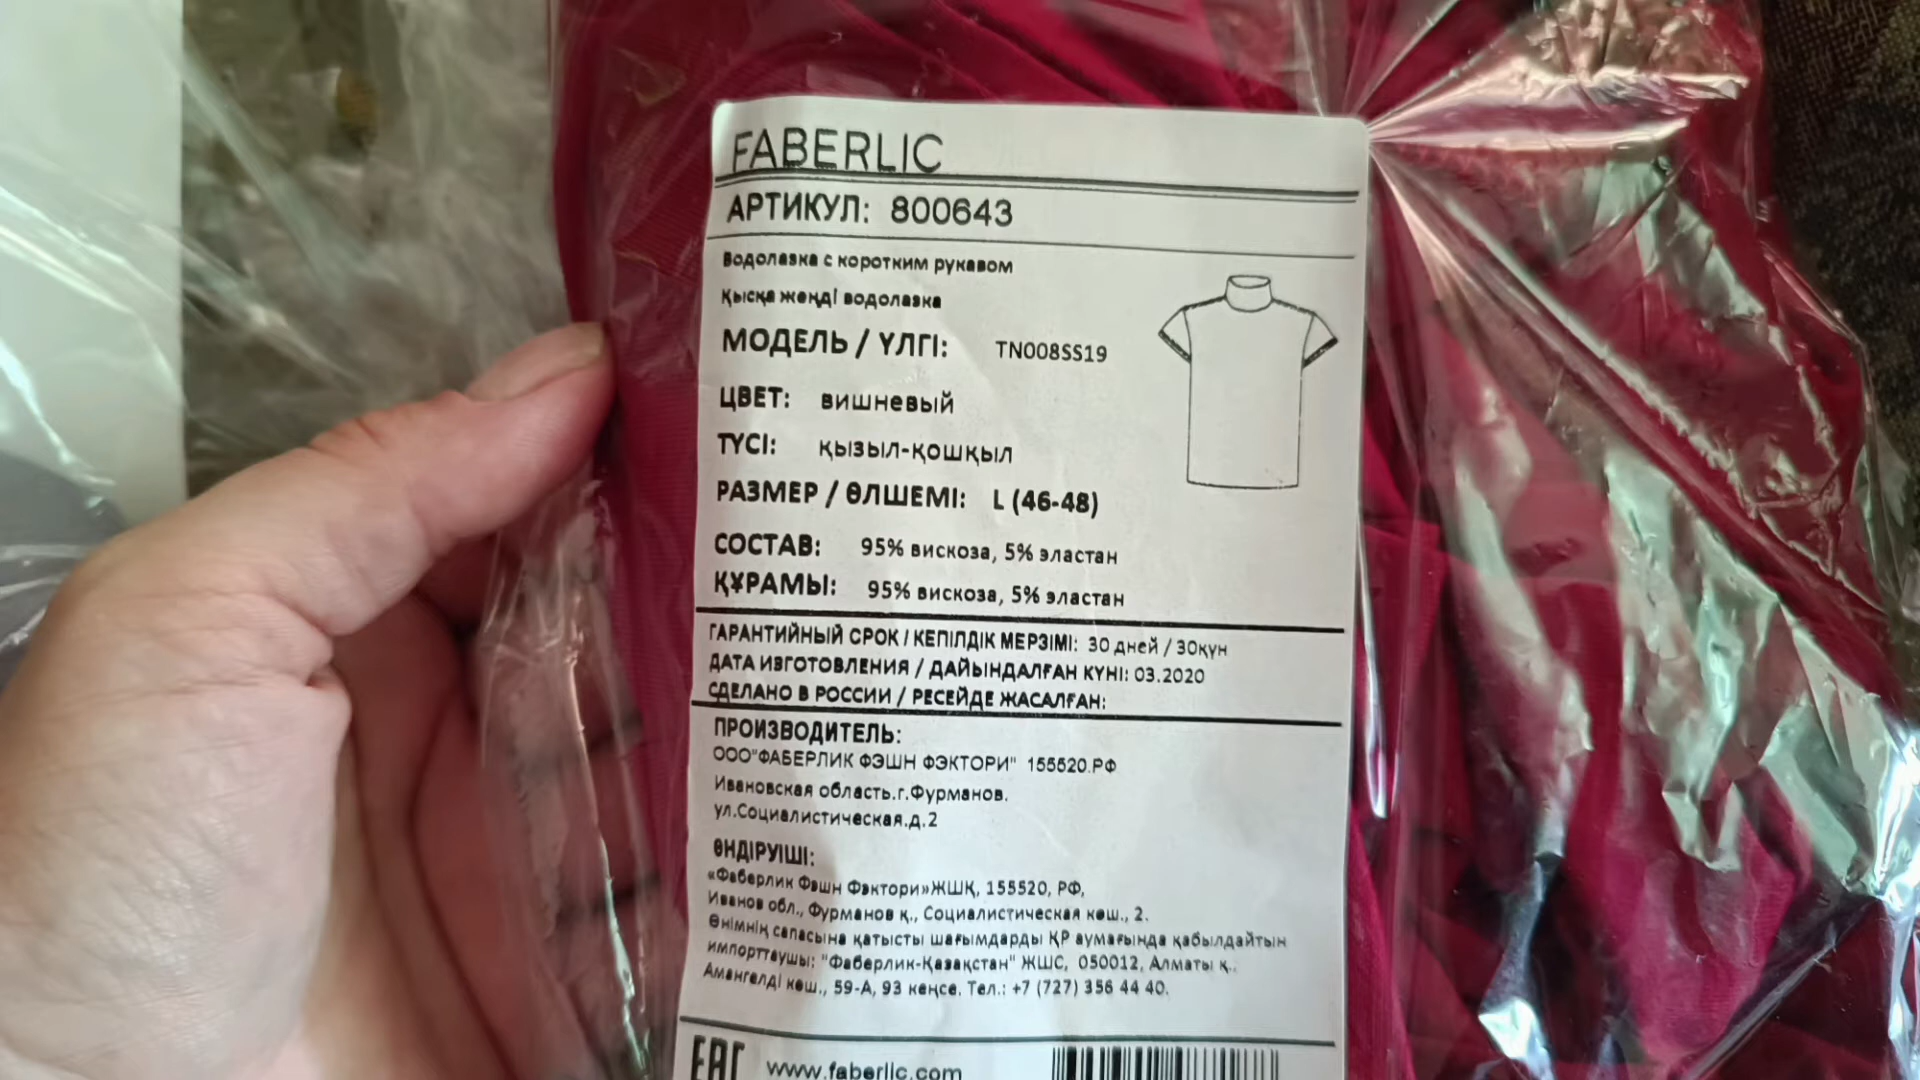 FABERLIC
АРТИКУЛ: 800643
Водолазка с коротким рукавом
Қысқа жеңді водолазка
МОДЕЛЬ / ҮЛГІ: TN008SS19
ЦВЕТ: вишневый
ТҮСІ: қызыл-қошқыл
РАЗМЕР / ӨЛШЕМІ: L (46-48)
СОСТАВ: 95% вискоза, 5% эластан
ҚҰРАМЫ: 95% вискоза, 5% эластан
ГАРАНТИЙНЫЙ СРОК / КЕПІЛДІК МЕРЗІМІ: 30 дней / 30күн
ДАТА ИЗГОТОВЛЕНИЯ / ДАЙЫНДАЛҒАН КҮНІ: 03.2020
СДЕЛАНО В РОССИИ / РЕСЕЙДЕ ЖАСАЛҒАН:
ПРОИЗВОДИТЕЛЬ:
ООО"ФАБЕРЛИК ФЭШН ФЭКТОРИ" 155520.РФ
Ивановская область.г.Фурманов.
ул.Социалистическая.д.2
ӨНДІРУІШІ:
«Фаберлик Фэшн Фэктори»ЖШҚ, 155520, РФ,
Иванов обл., Фурманов қ., Социалистическая көш., 2.
Өнімнің сапасына қатысты шағымдарды ҚР аумағында қабылдайтын
импорттаушы: "Фаберлик-Қазақстан" ЖШС, 050012, Алматы қ.,
Амангелді көш., 59-А, 93 кеңсе. Тел.: +7 (727) 356 44 40.
EAC www.faberlic.com